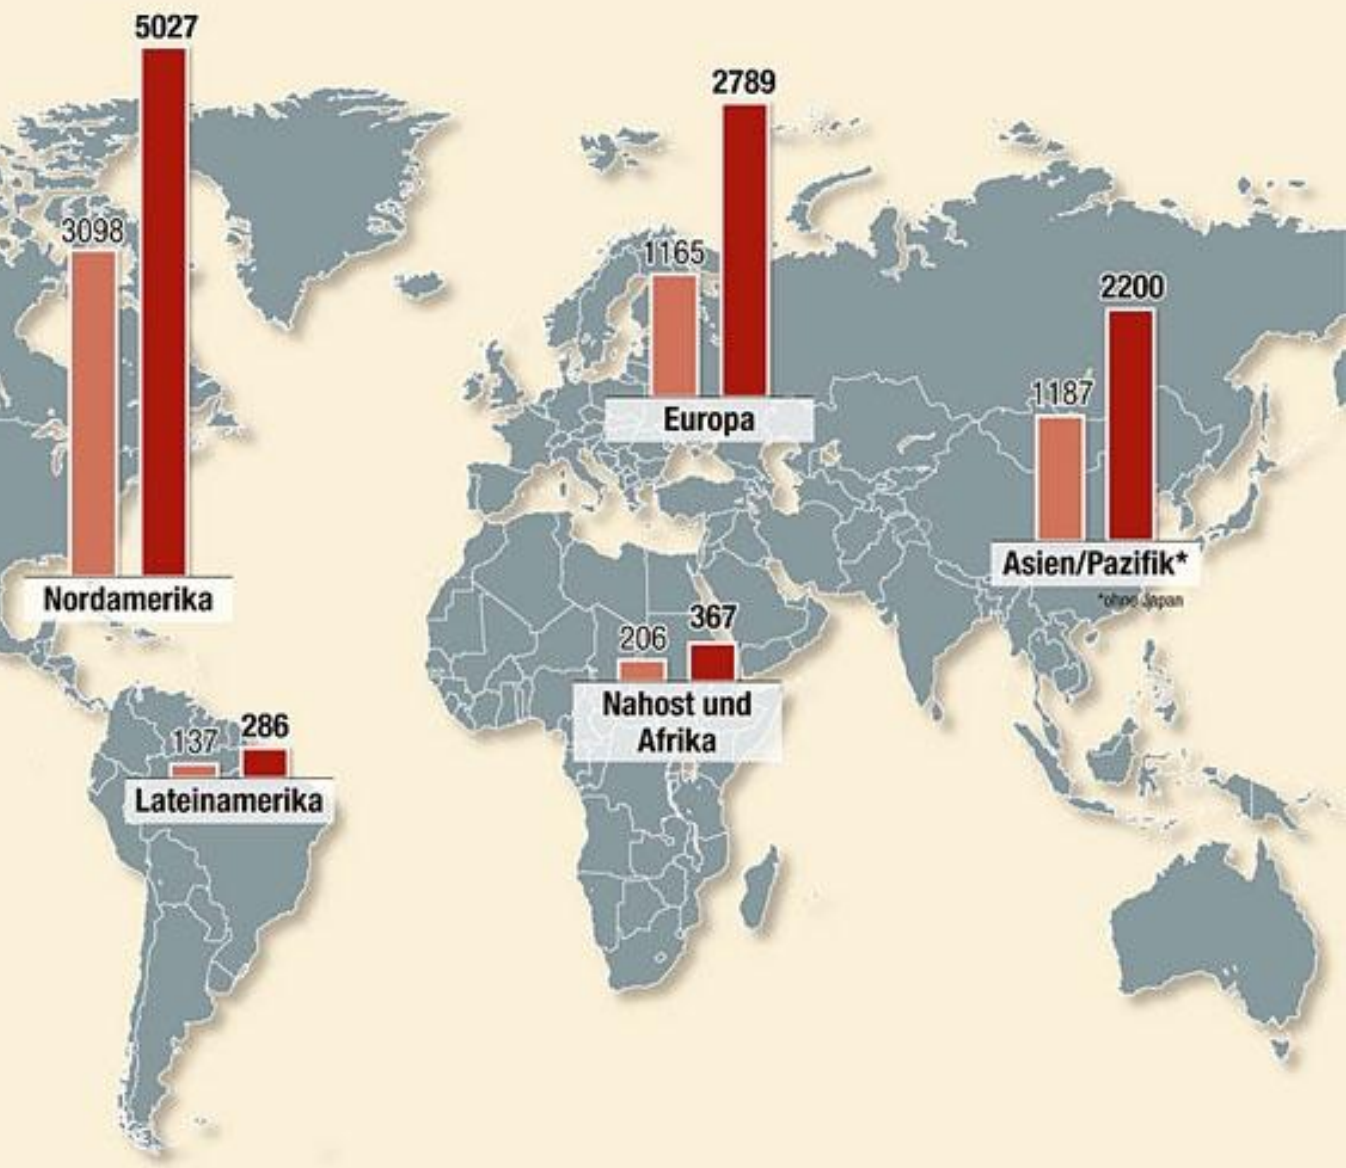 5027
3098
Nordamerika
2789
1165
Europa
2200
1187
Asien/Pazifik*
*ohne Japan
367
206
Nahost und
Afrika
286
137
Lateinamerika